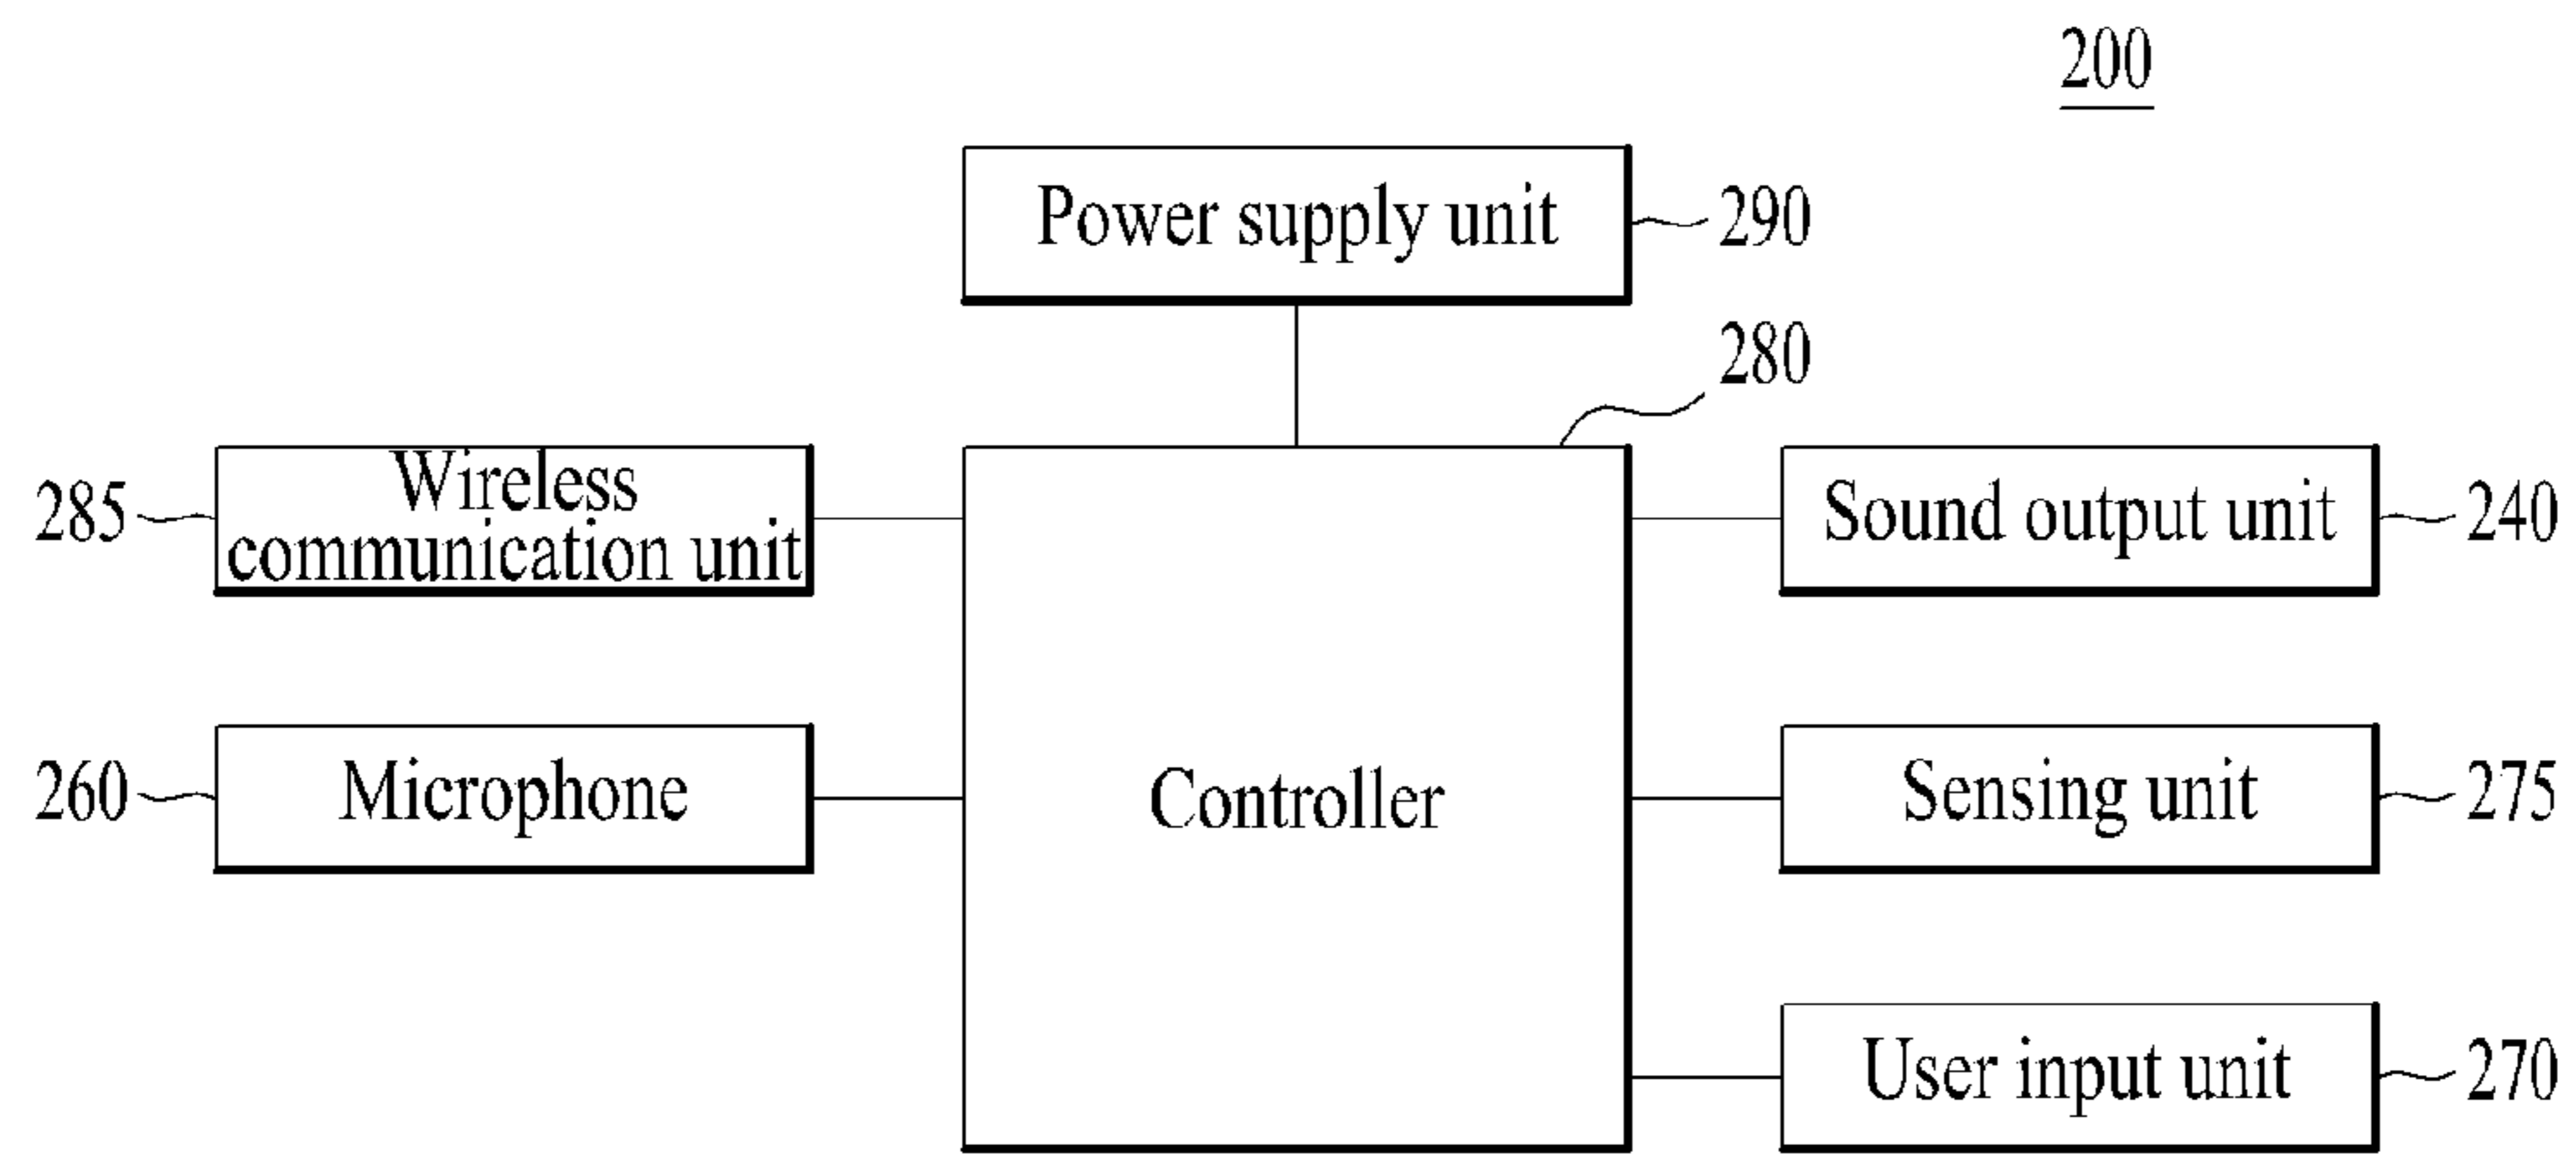 200
Power supply unit
290
280
285
Wireless
communication unit
Sound output unit
240
260
Microphone
Controller
Sensing unit
275
User input unit
270